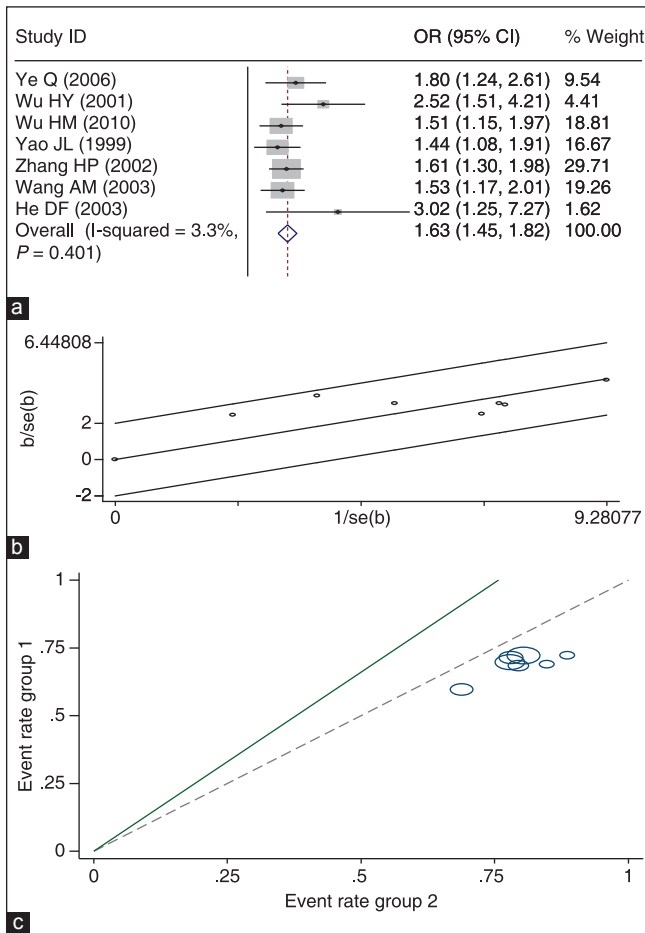 Study ID OR (95% CI) % Weight
Ye Q (2006) 1.80 (1.24, 2.61) 9.54
Wu HY (2001) 2.52 (1.51, 4.21) 4.41
Wu HM (2010) 1.51 (1.15, 1.97) 18.81
Yao JL (1999) 1.44 (1.08, 1.91) 16.67
Zhang HP (2002) 1.61 (1.30, 1.98) 29.71
Wang AM (2003) 1.53 (1.17, 2.01) 19.26
He DF (2003) 3.02 (1.25, 7.27) 1.62
Overall (I-squared = 3.3%, 1.63 (1.45, 1.82) 100.00
P = 0.401)
a
6.44808
b/se(b)
2
0
-2
0 1/se(b) 9.28077
b
1
.75
Event rate group 1
.5
.25
0
0 .25 .5 .75 1
Event rate group 2
c